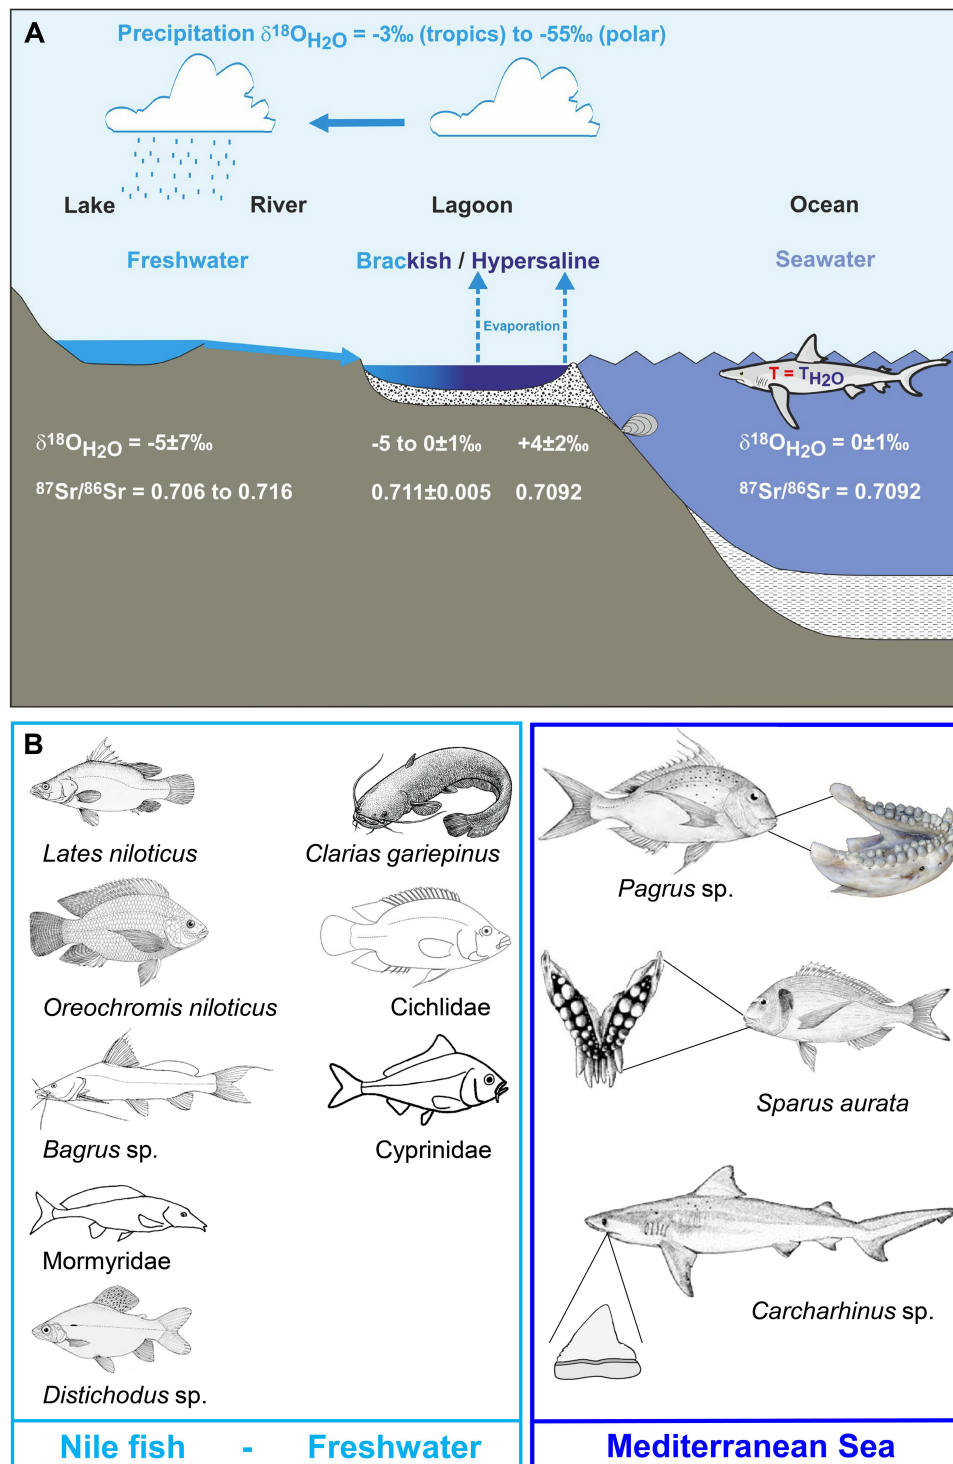 A
Precipitation δ18OH2O = -3‰ (tropics) to -55‰ (polar)
Lake River Lagoon Ocean
Freshwater Brackish / Hypersaline Seawater
Evaporation
T = TH2O
δ18OH2O = -5±7‰ -5 to 0±1‰ +4±2‰ δ18OH2O = 0±1‰
87Sr/86Sr = 0.706 to 0.716 0.711±0.005 0.7092 87Sr/86Sr = 0.7092
B
Lates niloticus
Clarias gariepinus
Oreochromis niloticus
Cichlidae
Bagrus sp.
Cyprinidae
Mormyridae
Distichodus sp.
Nile fish - Freshwater
Pagrus sp.
Sparus aurata
Carcharhinus sp.
Mediterranean Sea